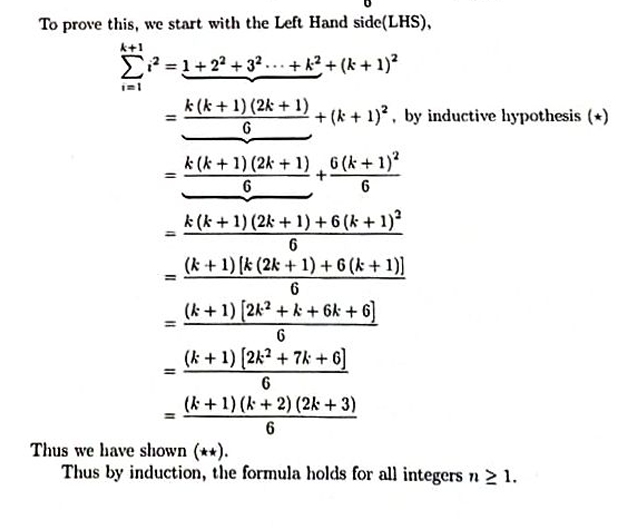 To prove this, we start with the Left Hand side(LHS),
\sum_{i=1}^{k+1} i^2 = \underbrace{1 + 2^2 + 3^2 \cdots + k^2} + (k + 1)^2
= \underbrace{\frac{k(k + 1)(2k + 1)}{6}} + (k + 1)^2, by inductive hypothesis (⋆)
= \underbrace{\frac{k(k + 1)(2k + 1)}{6}} + \frac{6(k + 1)^2}{6}
= \frac{k(k + 1)(2k + 1) + 6(k + 1)^2}{6}
= \frac{(k + 1)[k(2k + 1) + 6(k + 1)]}{6}
= \frac{(k + 1)[2k^2 + k + 6k + 6]}{6}
= \frac{(k + 1)[2k^2 + 7k + 6]}{6}
= \frac{(k + 1)(k + 2)(2k + 3)}{6}
Thus we have shown (⋆⋆).
Thus by induction, the formula holds for all integers n ≥ 1.